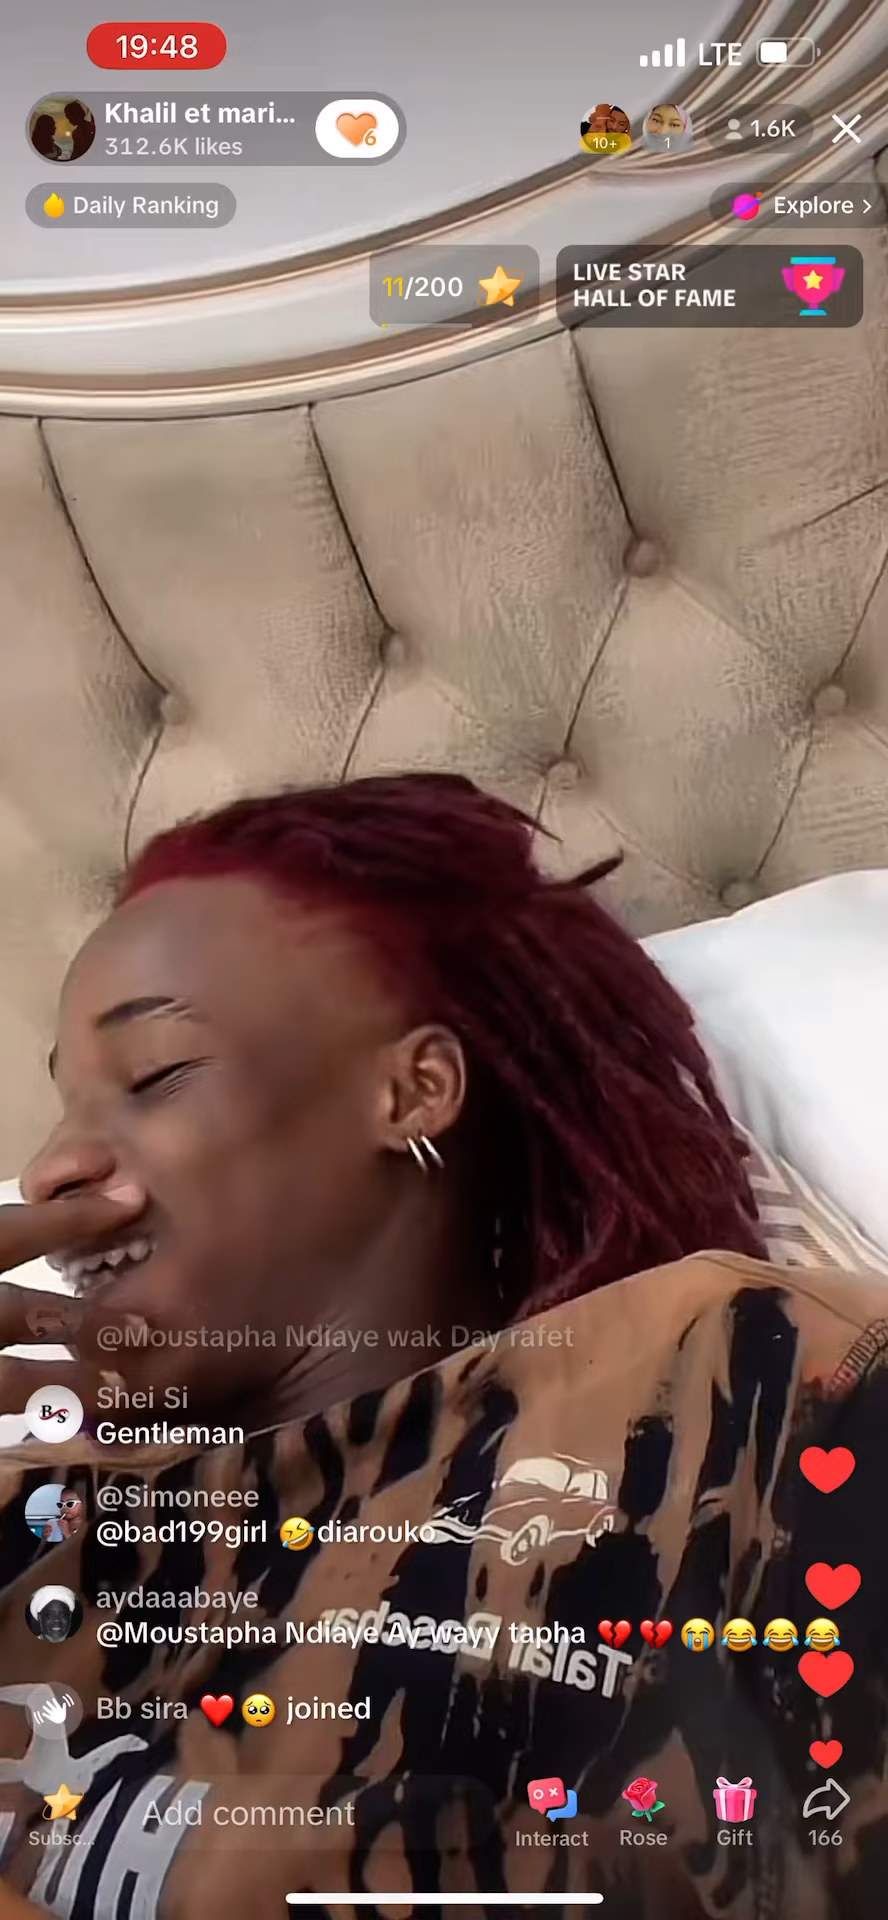 19:48
LTE
Khalil et mari...
312.6K likes
6
10+
1
1.6K
Daily Ranking
Explore >
11/200
LIVE STAR
HALL OF FAME
@Moustapha Ndiaye wak Day rafet
Shei Si
Gentleman
@Simoneee
@bad199girl 🤣diarouko
aydaaabaye
@Moustapha Ndiaye Ay wayy tapha 💔💔😭😂😂😂
Bb sira ❤️🥺 joined
Add comment
Subsc...
Interact
Rose
Gift
166